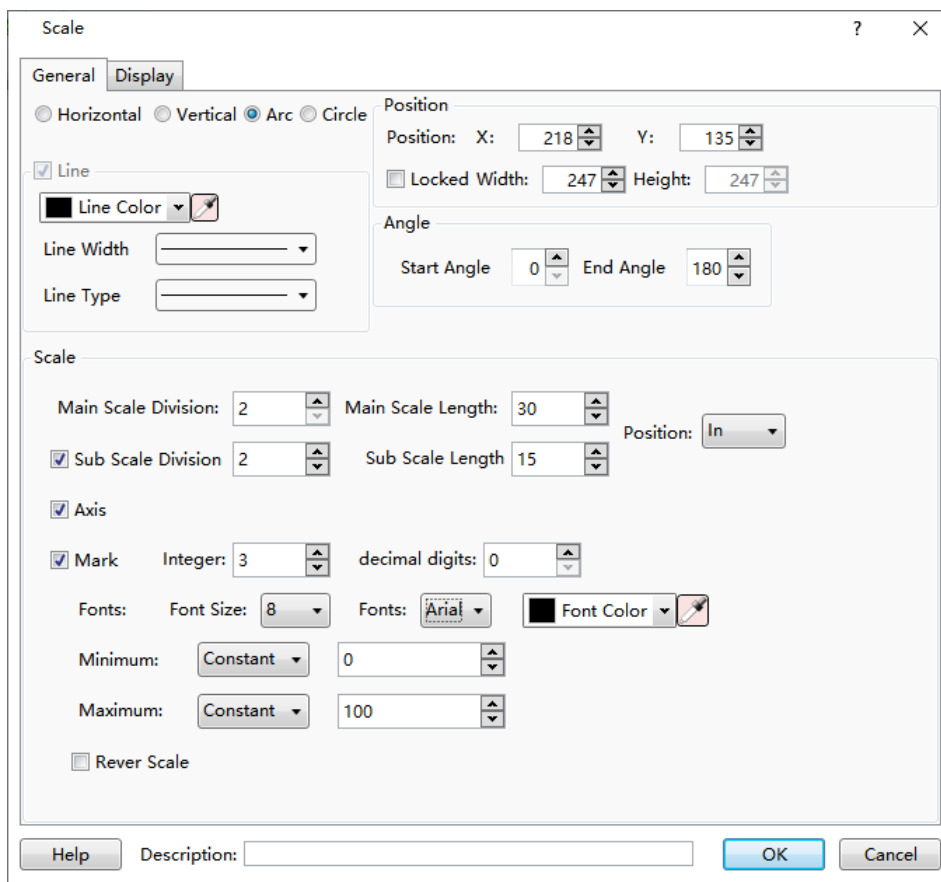 Scale
General Display
Horizontal Vertical Arc Circle
Position
Position: X: 218 Y: 135
Locked Width: 247 Height: 247
Line
Line Color
Line Width
Line Type
Angle
Start Angle 0 End Angle 180
Scale
Main Scale Division: 2 Main Scale Length: 30
Position: In
Sub Scale Division 2 Sub Scale Length 15
Axis
Mark Integer: 3 decimal digits: 0
Fonts: Font Size: 8 Fonts: Arial Font Color
Minimum: Constant 0
Maximum: Constant 100
Rever Scale
Help Description: OK Cancel